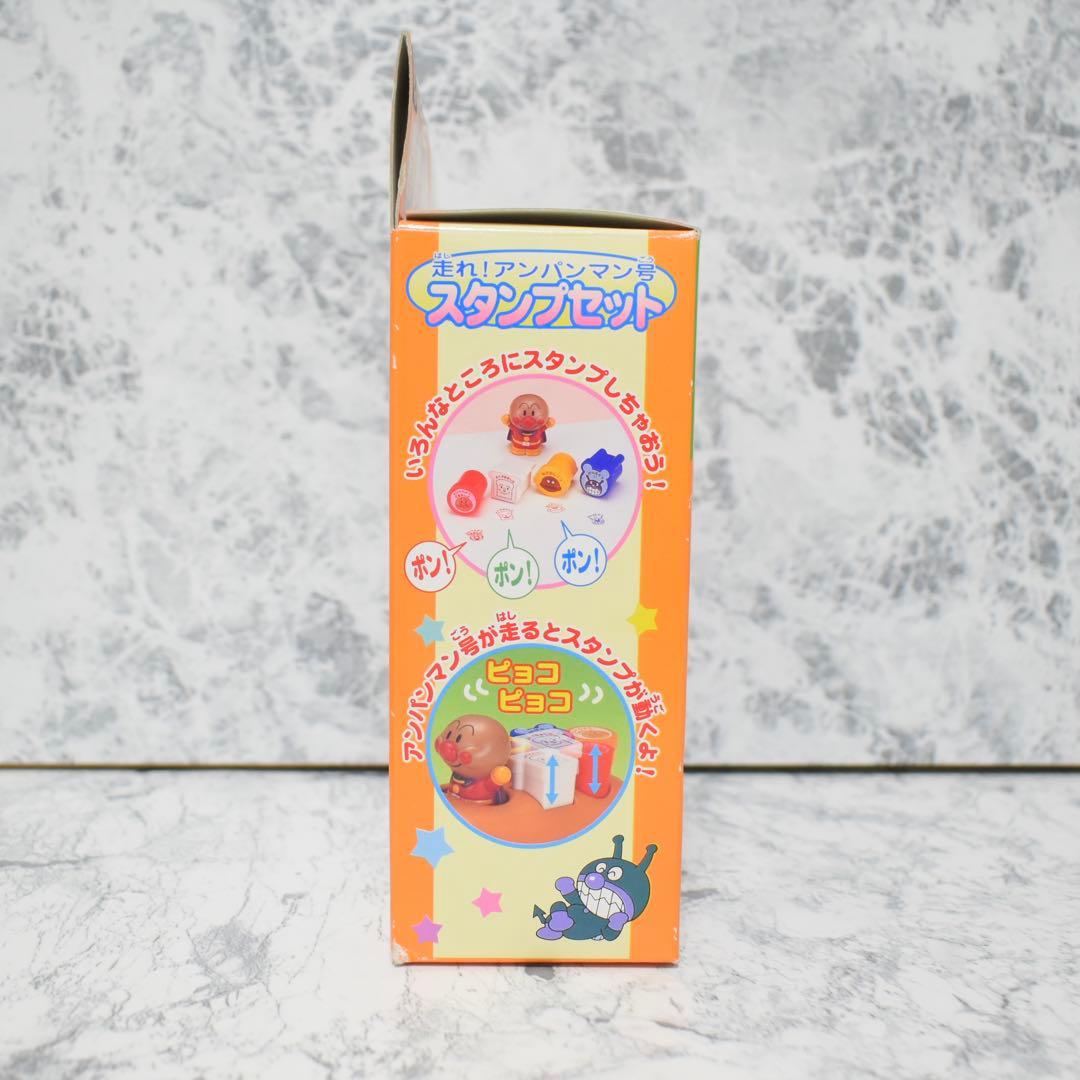 走れ!アンパンマン号
スタンプセット
いろんなところにスタンプしちゃおう!
ポン!
ポン!
ポン!
アンパンマン号が走るとスタンプが動くよ!
ピョコ
ピョコ